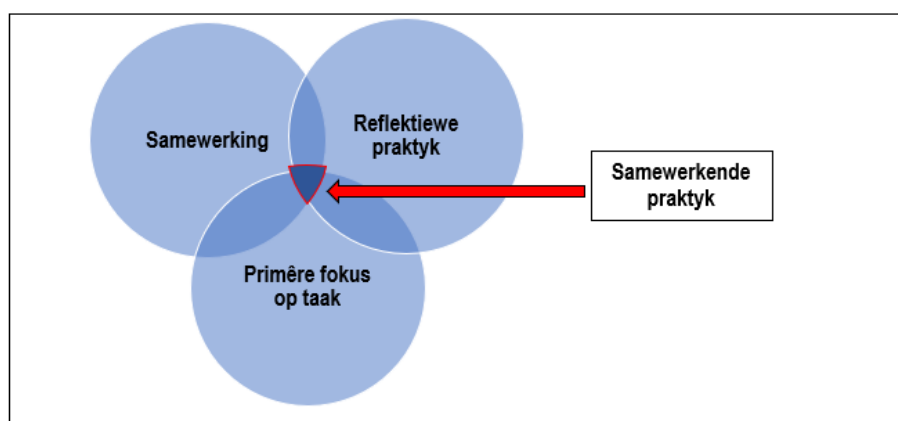 Samewerking
Reflektiewe
praktyk
Samewerkende
praktyk
Primêre fokus
op taak